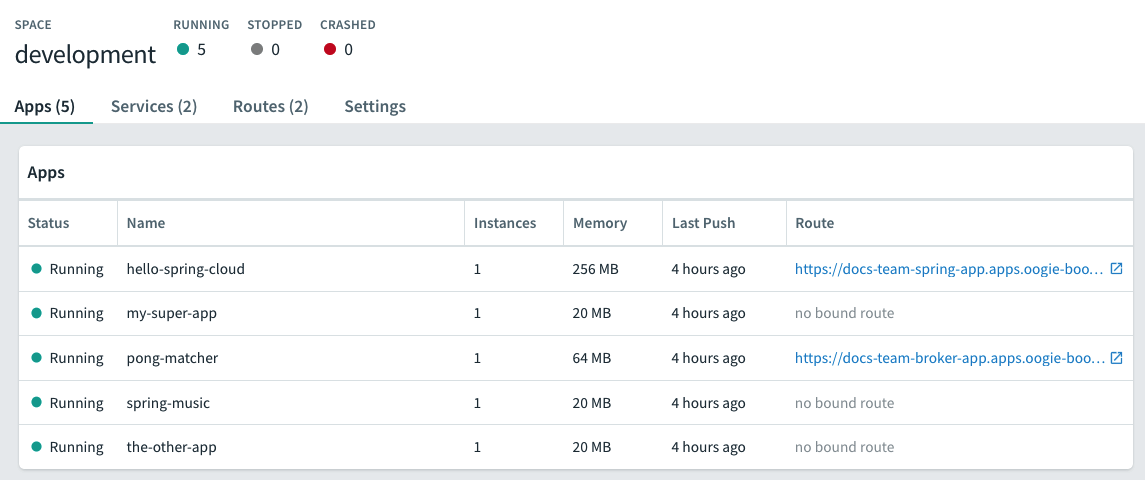 SPACE RUNNING STOPPED CRASHED
development 5 0 0
Apps (5) Services (2) Routes (2) Settings
Apps
Status Name Instances Memory Last Push Route
Running hello-spring-cloud 1 256 MB 4 hours ago https://docs-team-spring-app.apps.oogie-boo...
Running my-super-app 1 20 MB 4 hours ago no bound route
Running pong-matcher 1 64 MB 4 hours ago https://docs-team-broker-app.apps.oogie-boo...
Running spring-music 1 20 MB 4 hours ago no bound route
Running the-other-app 1 20 MB 4 hours ago no bound route